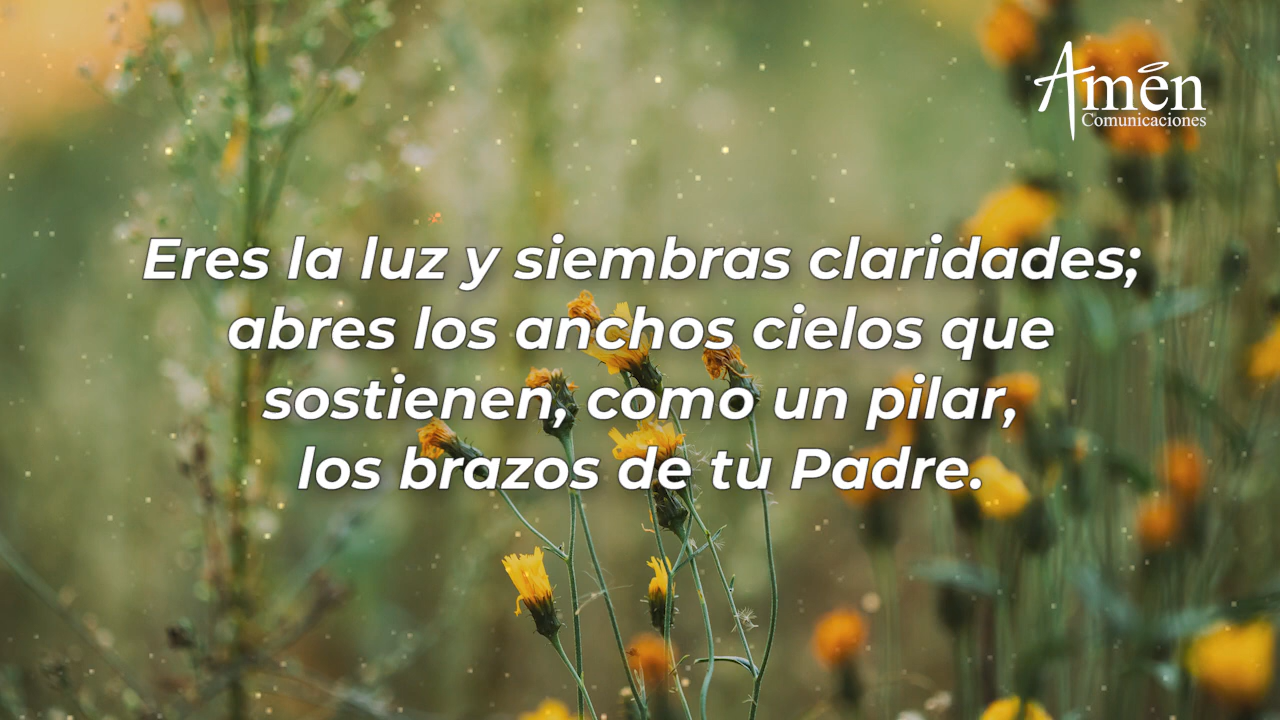 Amén
Comunicaciones
Eres la luz y siembras claridades;
abres los anchos cielos que
sostienen, como un pilar,
los brazos de tu Padre.